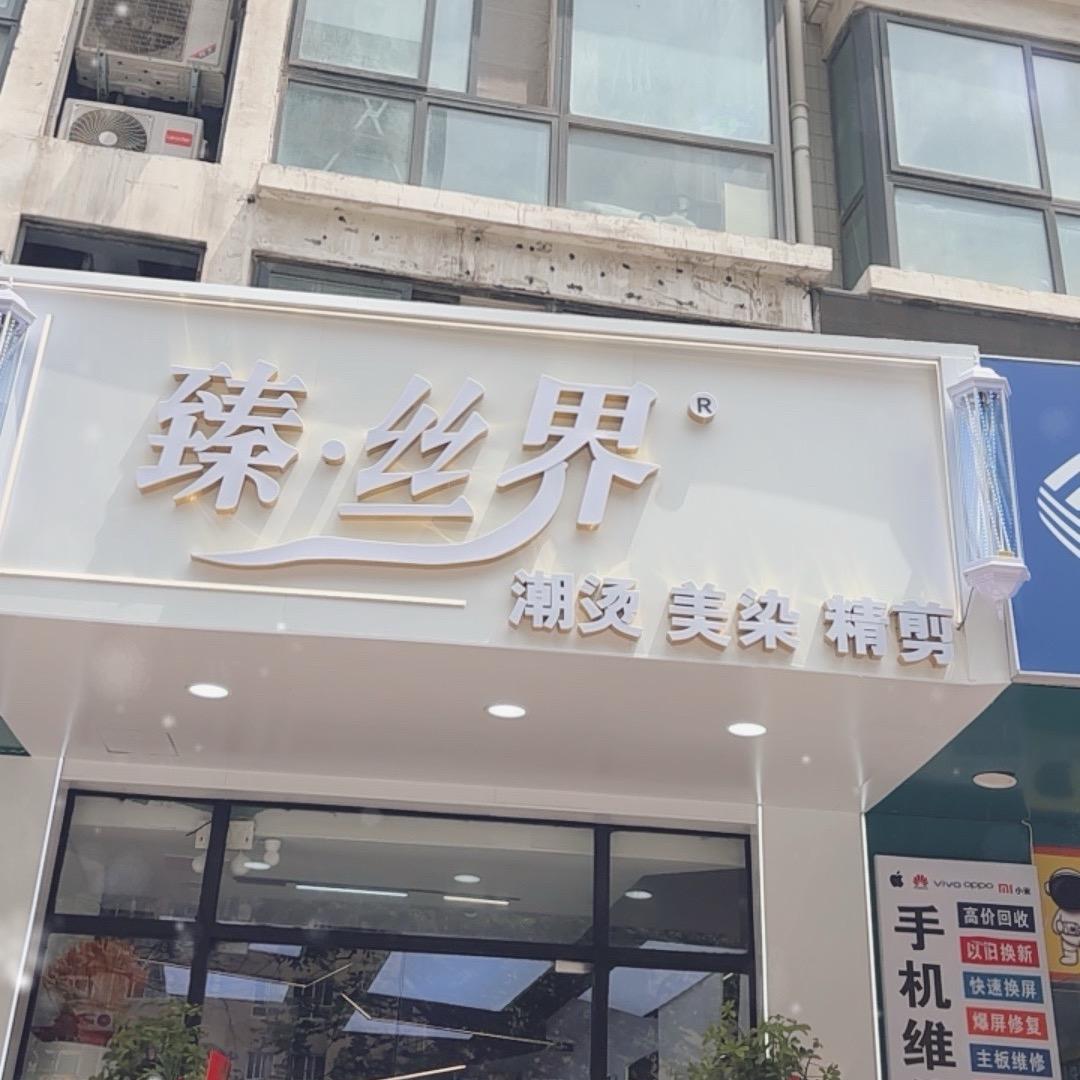 臻·丝界®
潮烫 美染 精剪
vivo oppo mi 小米
手机维
高价回收
以旧换新
快速换屏
爆屏修复
主板维修